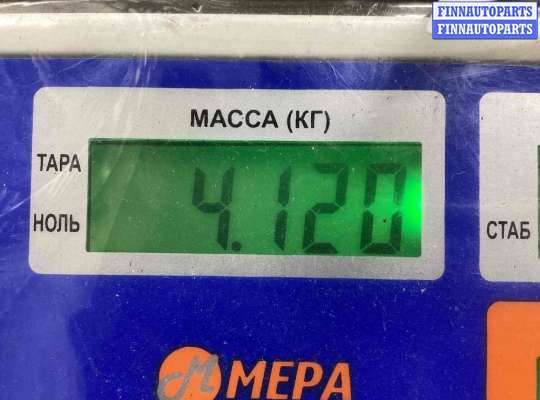 FINNAUTOPARTS
FINNAUTOPARTS
МАССА (КГ)
ТАРА
4.120
НОЛЬ
СТАБ
М МЕРА